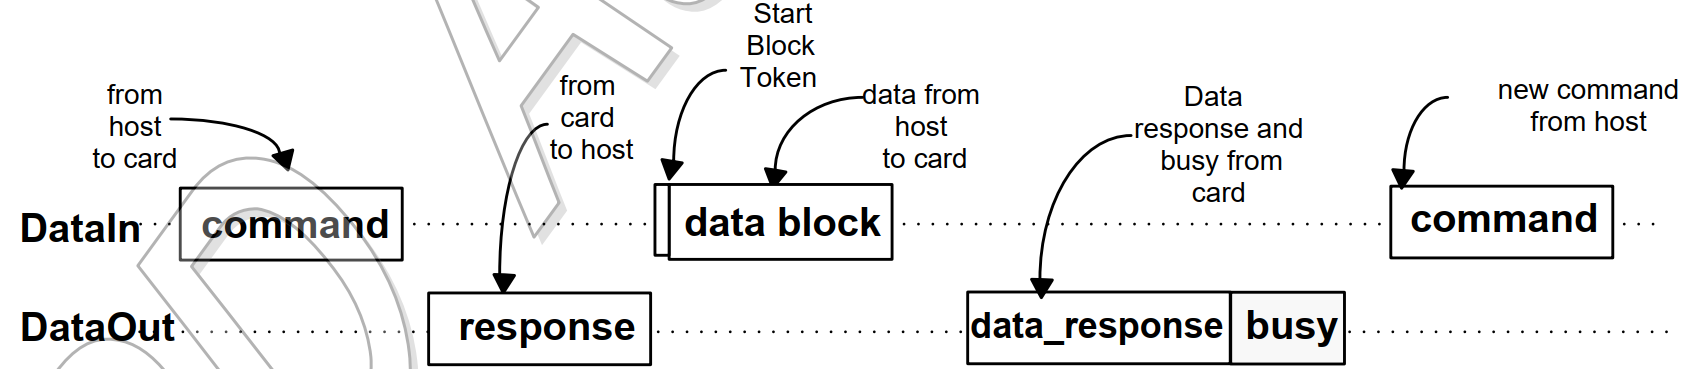 Start
Block
Token
from
host
to card
from
card
to host
data from
host
to card
Data
response and
busy from
card
new command
from host
DataIn
command
data block
command
DataOut
response
data_response
busy